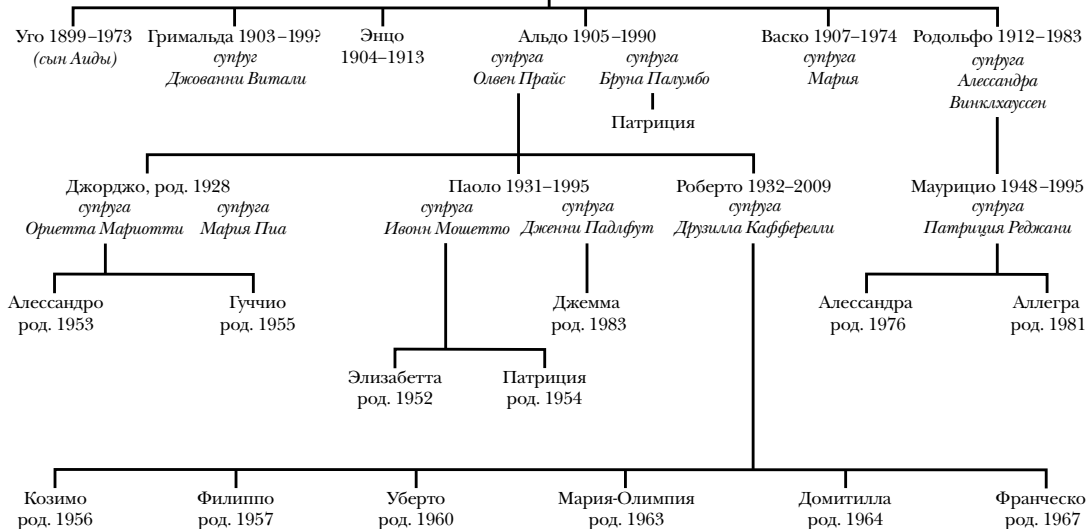 Уго 1899–1973
(сын Аиды)
Гримальда 1903–199?
супруг
Джованни Витали
Энцо
1904–1913
Альдо 1905–1990
супруга
Олвен Прайс
супруга
Бруна Палумбо
Патриция
Васко 1907–1974
супруга
Мария
Родольфо 1912–1983
супруга
Алессандра
Винклхауссен
Джорджо, род. 1928
супруга
Ориетта Мариотти
супруга
Мария Пиа
Паоло 1931–1995
супруга
Ивонн Мошетто
супруга
Дженни Падлфут
Роберто 1932–2009
супруга
Друзилла Кафферелли
Маурицио 1948–1995
супруга
Патриция Реджани
Алессандро
род. 1953
Гуччио
род. 1955
Джемма
род. 1983
Алессандра
род. 1976
Аллегра
род. 1981
Элизабетта
род. 1952
Патриция
род. 1954
Козимо
род. 1956
Филиппо
род. 1957
Уберто
род. 1960
Мария-Олимпия
род. 1963
Домитилла
род. 1964
Франческо
род. 1967